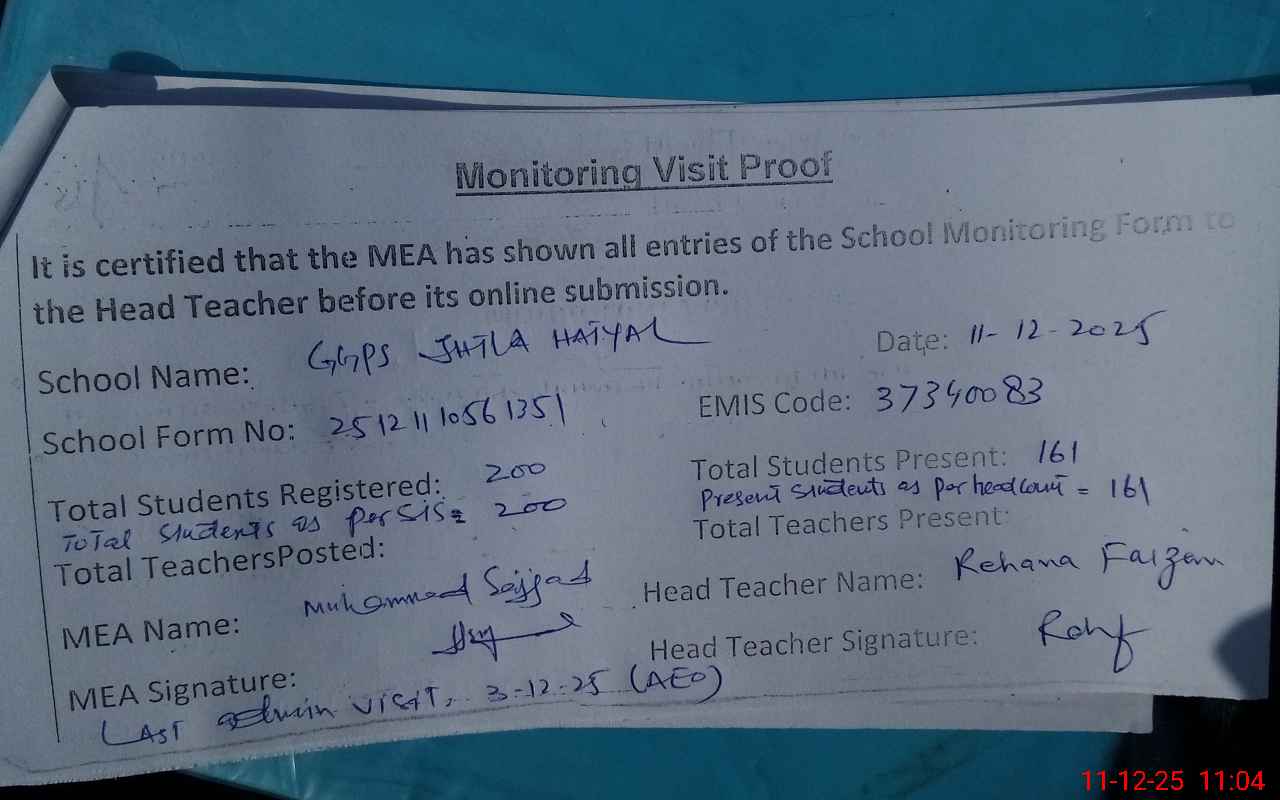 Monitoring Visit Proof
It is certified that the MEA has shown all entries of the School Monitoring Form to
the Head Teacher before its online submission.
School Name: GGPS JHILA HAIYAL Date: 11-12-2025
School Form No: 2512111056 1351 EMIS Code: 37340083
Total Students Registered: 200 Total Students Present: 161
Total Students as per SIS= 200 Present Students as per headcount = 161
Total TeachersPosted: Total Teachers Present:
MEA Name: Muhammad Sajjad Head Teacher Name: Rehana Faizan
MEA Signature: Head Teacher Signature:
LAST admin visit, 3-12-25 (AEO)
11-12-25 11:04